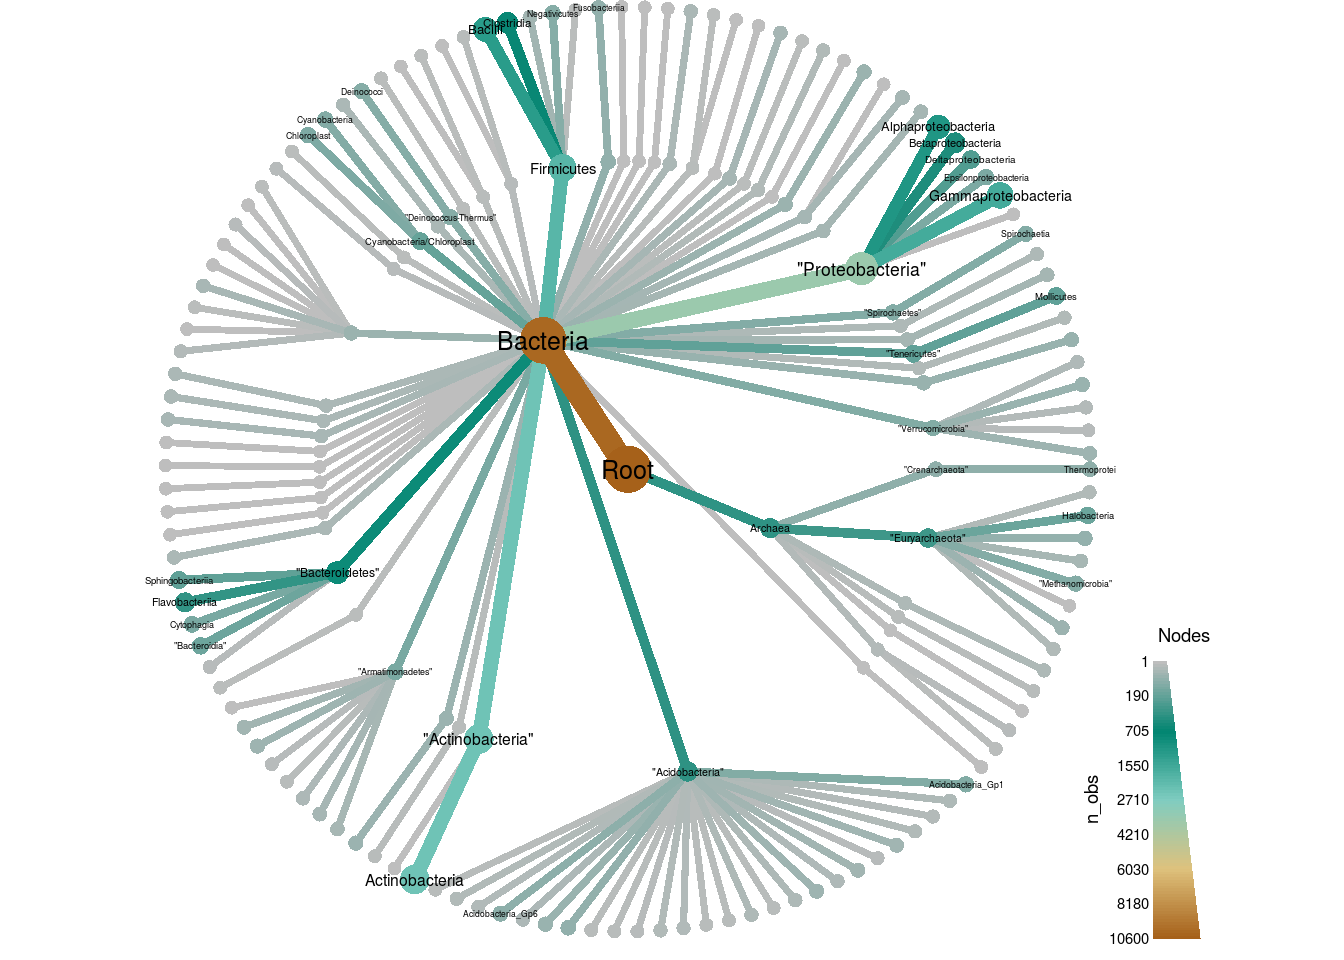 Fusobacteriia
Negativicutes
Clostridia
Bacilli
Deinococci
Cyanobacteria
Chloroplast
Firmicutes
Alphaproteobacteria
Betaproteobacteria
Deltaproteobacteria
Epsilonproteobacteria
Gammaproteobacteria
"Deinococcus-Thermus"
Cyanobacteria/Chloroplast
Spirochaetia
"Proteobacteria"
Mollicutes
"Spirochaetes"
Bacteria
"Tenericutes"
"Verrucomicrobia"
Root
"Crenarchaeota"
Thermoprotei
Halobacteria
Archaea
"Euryarchaeota"
Sphingobacteriia
"Bacteroidetes"
"Methanomicrobia"
Flavobacteriia
Cytophagia
"Bacteroidia"
"Armatimonadetes"
"Actinobacteria"
"Acidobacteria"
Acidobacteria_Gp1
Actinobacteria
Acidobacteria_Gp6
Nodes
n_obs
1
190
705
1550
2710
4210
6030
8180
10600